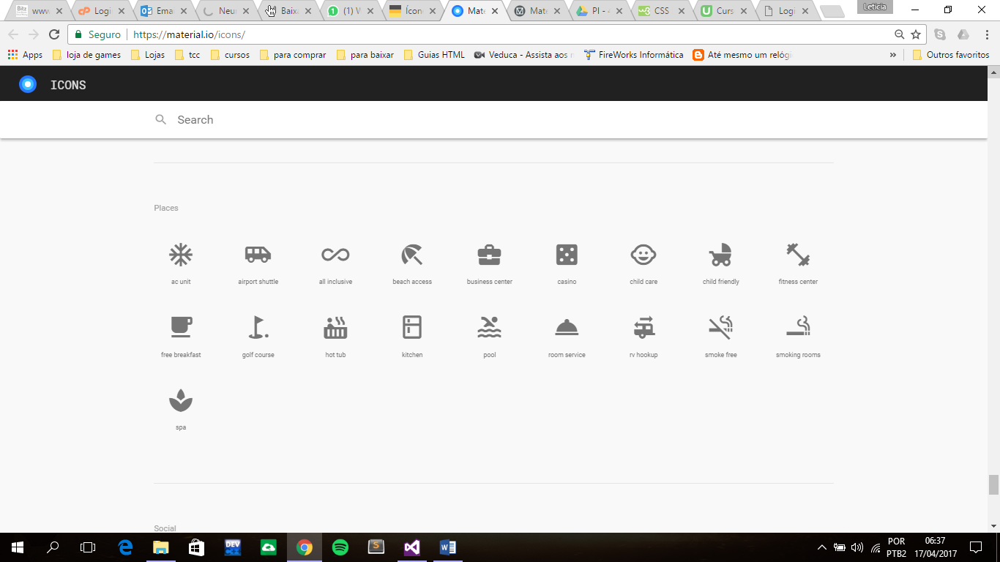 www Logi Ema Neu Baixa (1) W Ícon Mate Mate PI - CSS Curs Logi Leticia
Seguro https://material.io/icons/
Apps loja de games Lojas tcc cursos para comprar para baixar Guias HTML Veduca - Assista aos FireWorks Informática Até mesmo um relóg » Outros favoritos
ICONS
Search
Places
ac unit airport shuttle all inclusive beach access business center casino child care child friendly fitness center
free breakfast golf course hot tub kitchen pool room service rv hookup smoke free smoking rooms
spa
Social
DEV C++ S W POR 06:37
PTB2 17/04/2017